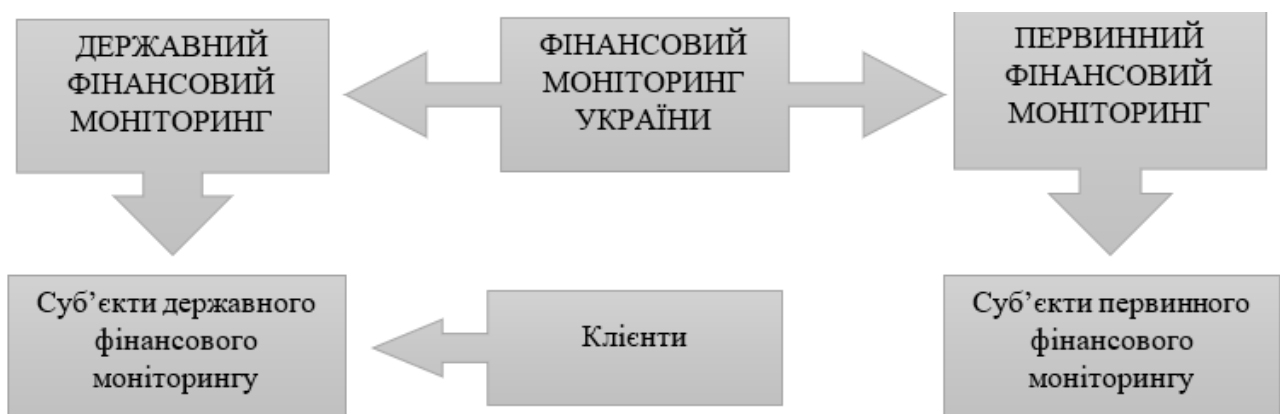 ДЕРЖАВНИЙ
ФІНАНСОВИЙ
МОНІТОРИНГ
ФІНАНСОВИЙ
МОНІТОРИНГ
УКРАЇНИ
ПЕРВИННИЙ
ФІНАНСОВИЙ
МОНІТОРИНГ
Суб’єкти державного
фінансового
моніторингу
Клієнти
Суб’єкти первинного
фінансового
моніторингу